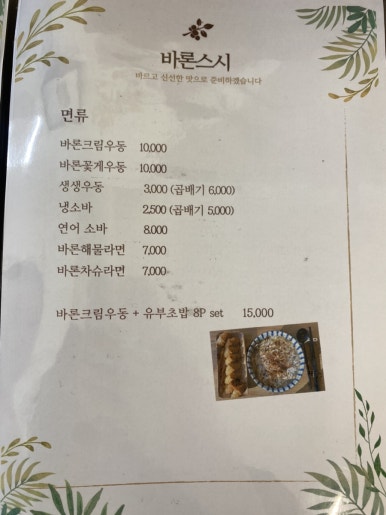 바론스시
바르고 신선한 맛으로 준비하겠습니다
면류
바론크림우동 10,000
바론꽃게우동 10,000
생생우동 3,000 (곱배기 6,000)
냉소바 2,500 (곱배기 5,000)
연어 소바 8,000
바론해물라면 7,000
바론차슈라면 7,000
바론크림우동 + 유부초밥 8P set 15,000